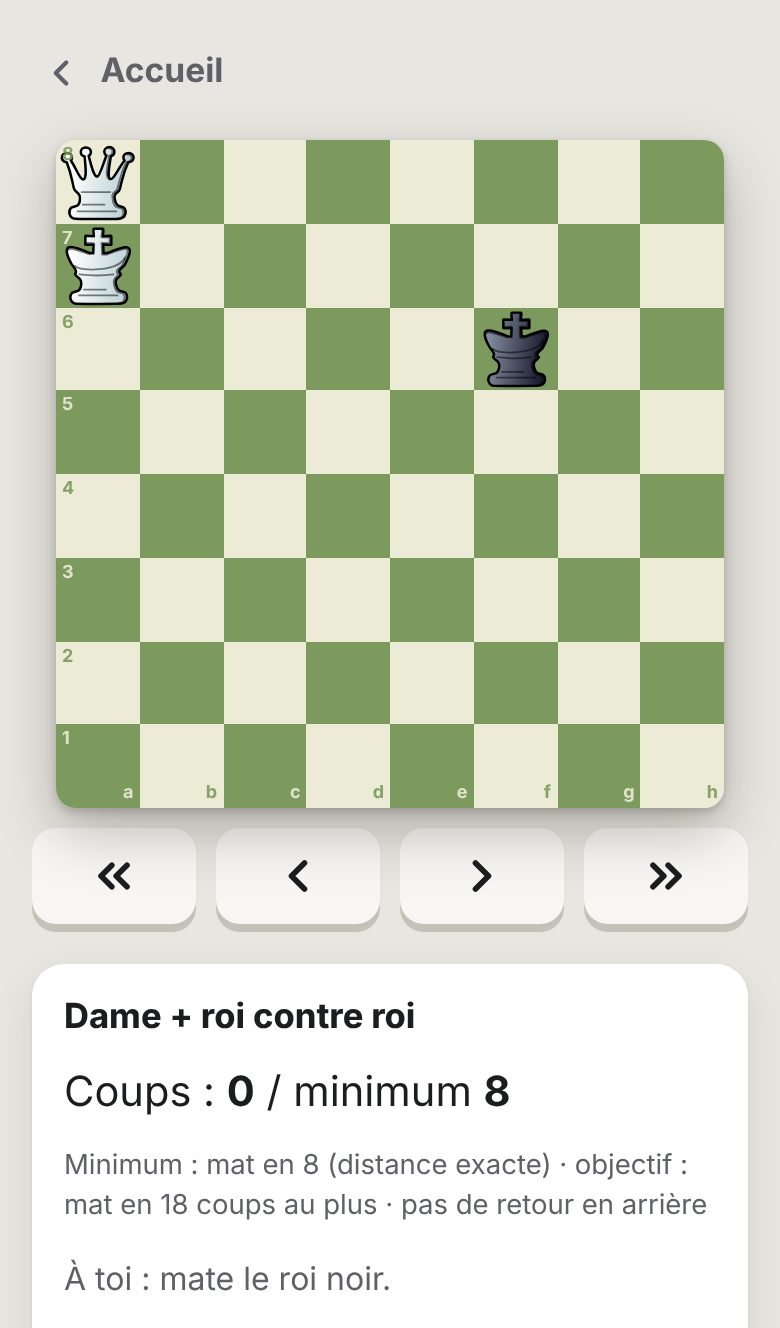 Accueil
8
7
6
5
4
3
2
1
a b c d e f g h
Dame + roi contre roi
Coups : 0 / minimum 8
Minimum : mat en 8 (distance exacte) · objectif :
mat en 18 coups au plus · pas de retour en arrière
À toi : mate le roi noir.